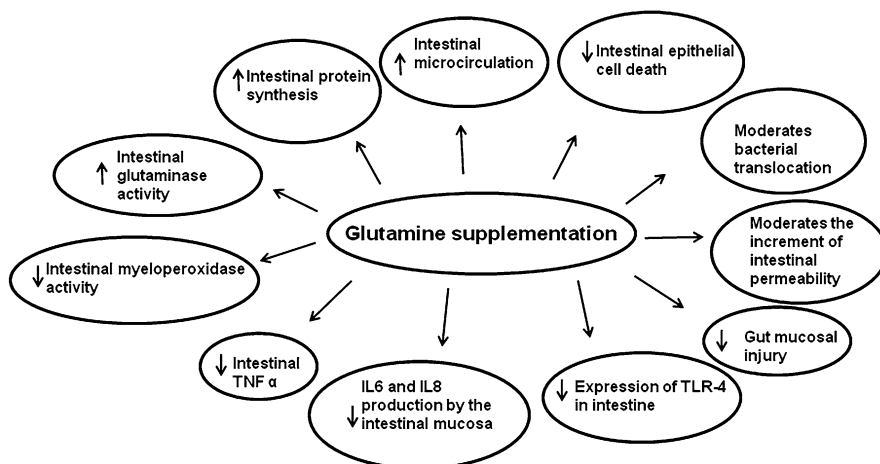 Glutamine supplementation
↑ Intestinal
microcirculation
↓ Intestinal epithelial
cell death
Moderates
bacterial
translocation
Moderates the
increment of
intestinal
permeability
↓ Gut mucosal
injury
↓ Expression of TLR-4
in intestine
IL6 and IL8
production by the
↓ intestinal mucosa
↓ Intestinal
TNF α
↓ Intestinal myeloperoxidase
activity
↑ Intestinal
glutaminase
activity
↑ Intestinal protein
synthesis